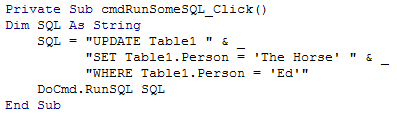 Private Sub cmdRunSomeSQL_Click()
Dim SQL As String
SQL = "UPDATE Table1 " & _
"SET Table1.Person = 'The Horse' " & _
"WHERE Table1.Person = 'Ed'"
DoCmd.RunSQL SQL
End Sub